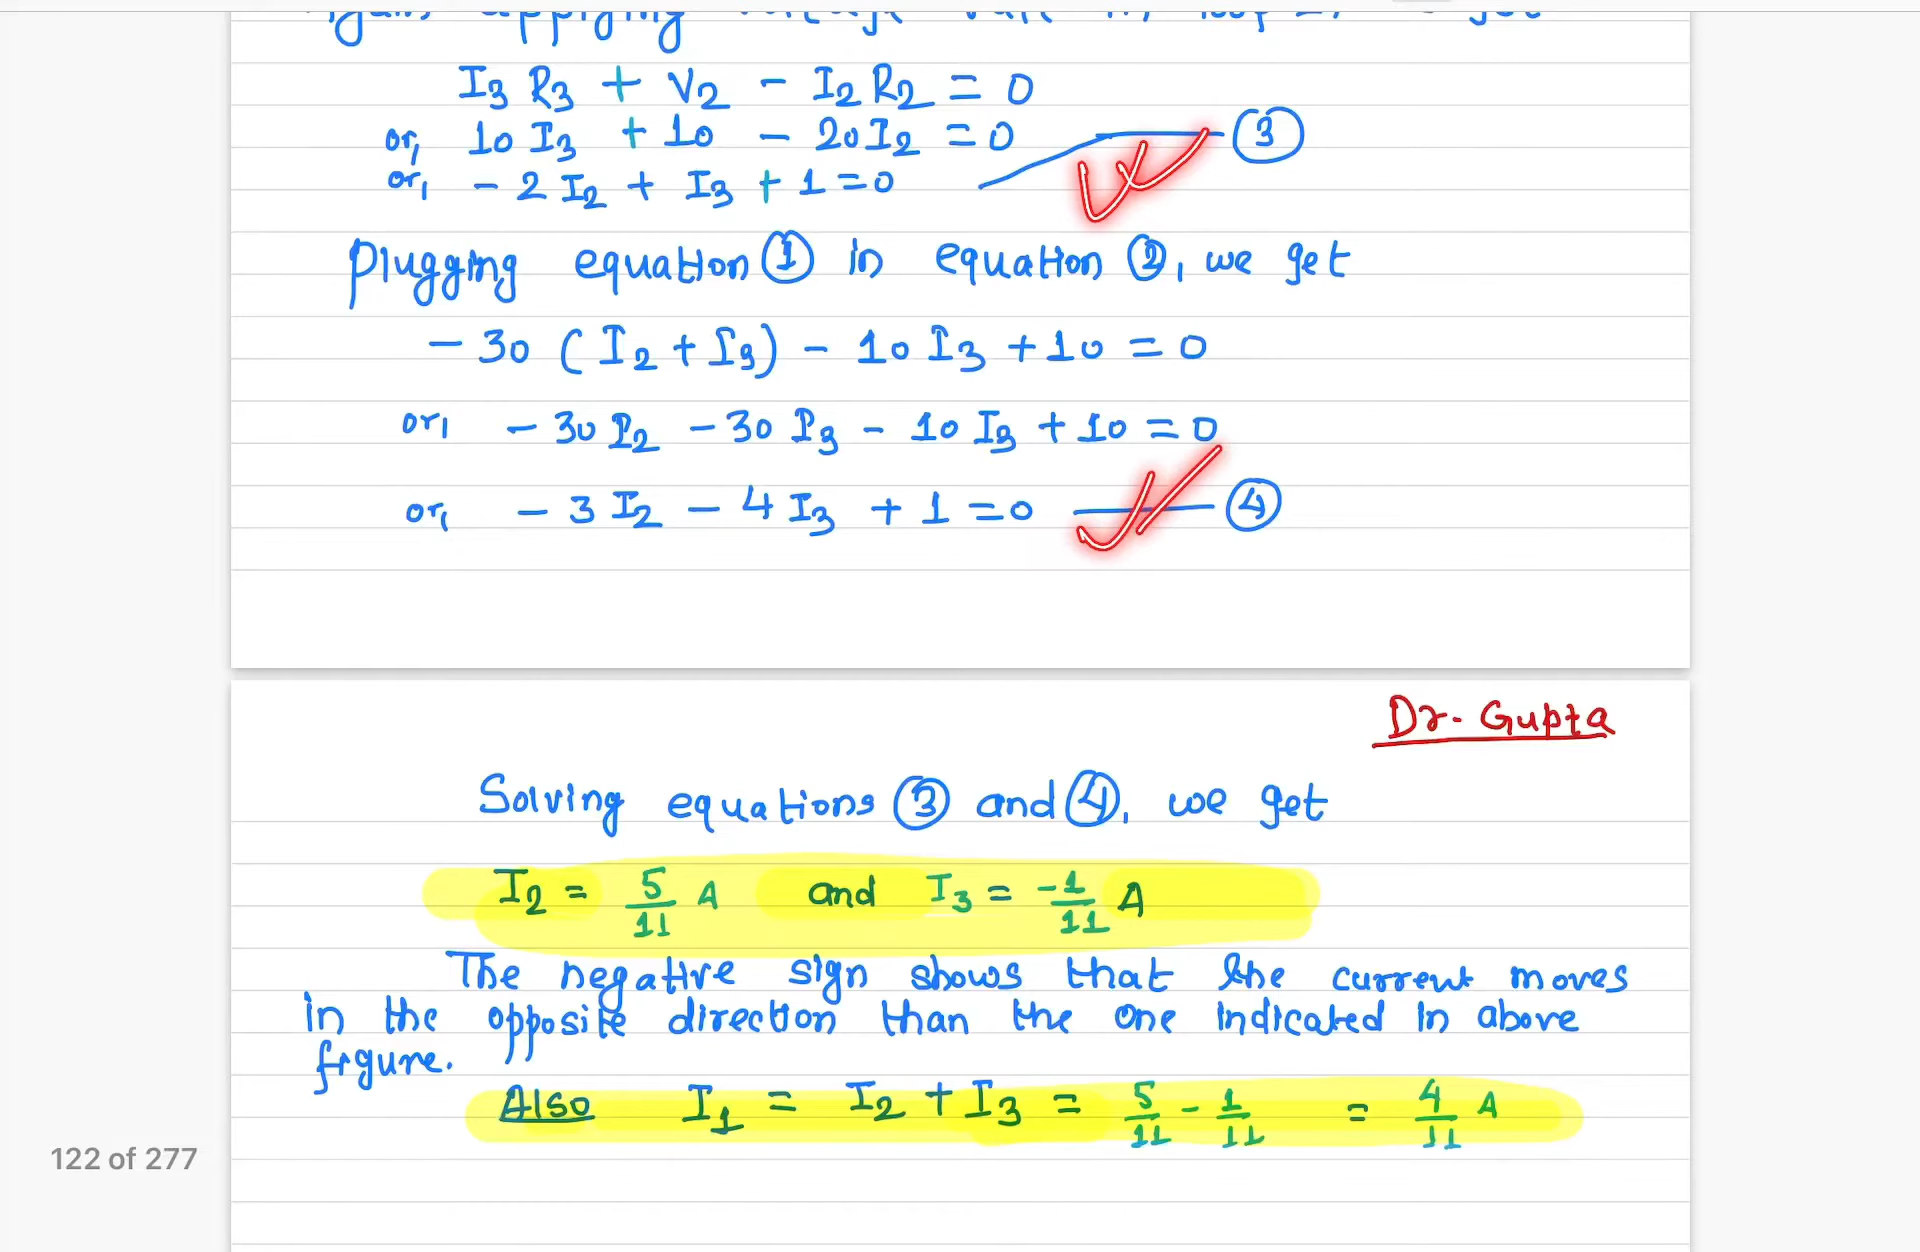 I3 R3 + V2 - I2 R2 = 0
or, 10 I3 + 10 - 20 I2 = 0
or, - 2 I2 + I3 + 1 = 0 ③
Plugging equation ① in equation ②, we get
- 30 ( I2 + I3 ) - 10 I3 + 10 = 0
or, - 30 I2 - 30 I3 - 10 I3 + 10 = 0
or, - 3 I2 - 4 I3 + 1 = 0 ④
Dr. Gupta
Solving equations ③ and ④, we get
I2 = 5/11 A and I3 = -1/11 A
The negative sign shows that the current moves
in the opposite direction than the one indicated in above
figure.
Also I1 = I2 + I3 = 5/11 - 1/11 = 4/11 A
122 of 277